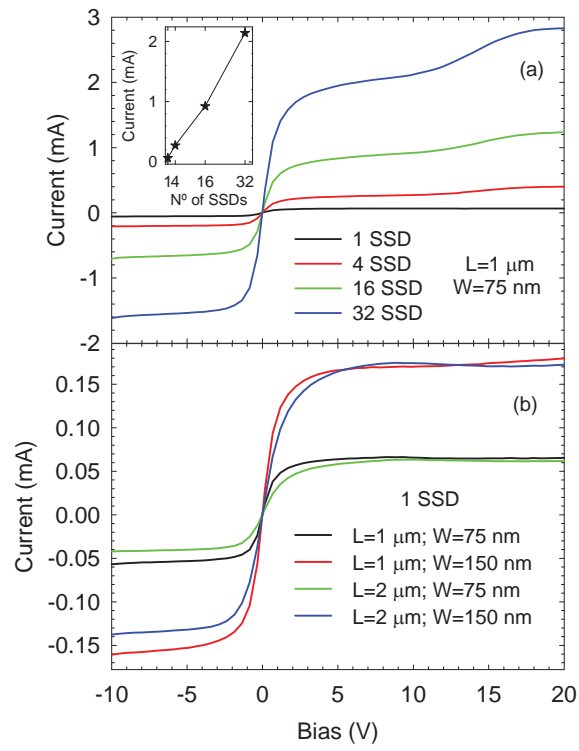 3
2
1
0
-1
-2
Current (mA)
(a)
2
1
0
Current (mA)
14
16
32
Nº of SSDs
1 SSD
4 SSD
16 SSD
32 SSD
L=1 μm
W=75 nm
0.15
0.10
0.05
0.00
-0.05
-0.10
-0.15
Current (mA)
(b)
1 SSD
L=1 μm; W=75 nm
L=1 μm; W=150 nm
L=2 μm; W=75 nm
L=2 μm; W=150 nm
-10 -5 0 5 10 15 20
Bias (V)